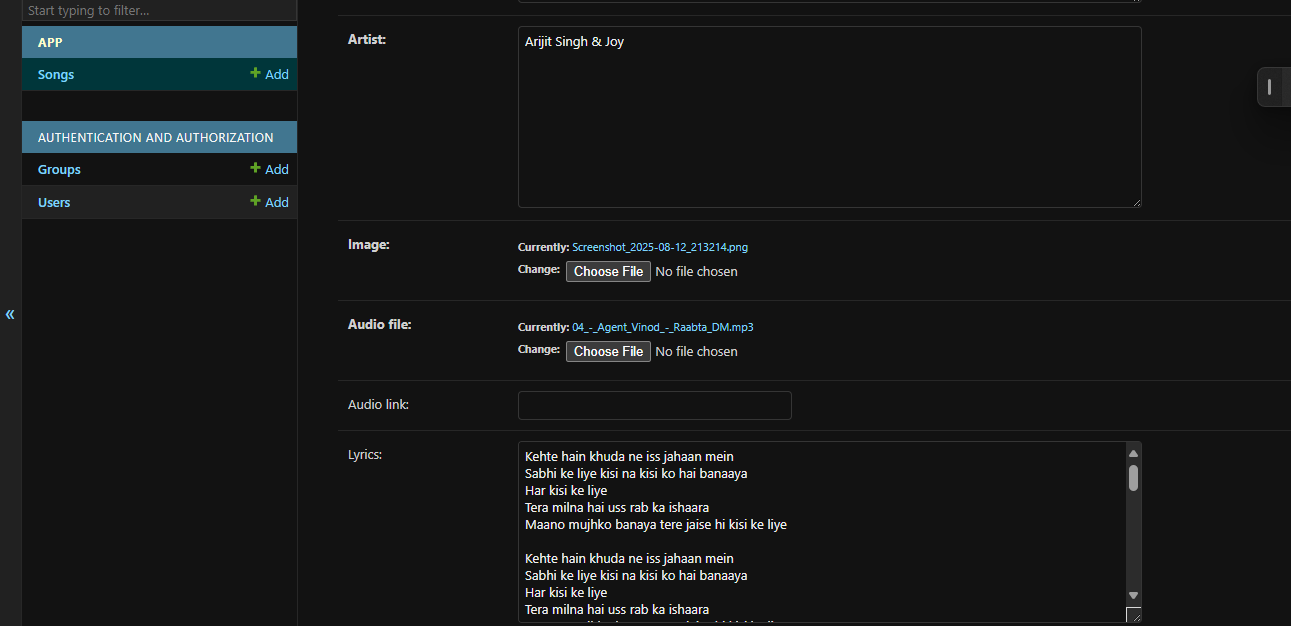 Start typing to filter...
APP
Songs
+ Add
AUTHENTICATION AND AUTHORIZATION
Groups
+ Add
Users
+ Add
«
Artist:
Arijit Singh & Joy
Image:
Currently: Screenshot_2025-08-12_213214.png
Change: Choose File No file chosen
Audio file:
Currently: 04_-_Agent_Vinod_-_Raabta_DM.mp3
Change: Choose File No file chosen
Audio link:
Lyrics:
Kehte hain khuda ne iss jahaan mein
Sabhi ke liye kisi na kisi ko hai banaaya
Har kisi ke liye
Tera milna hai uss rab ka ishaara
Maano mujhko banaya tere jaise hi kisi ke liye
Kehte hain khuda ne iss jahaan mein
Sabhi ke liye kisi na kisi ko hai banaaya
Har kisi ke liye
Tera milna hai uss rab ka ishaara